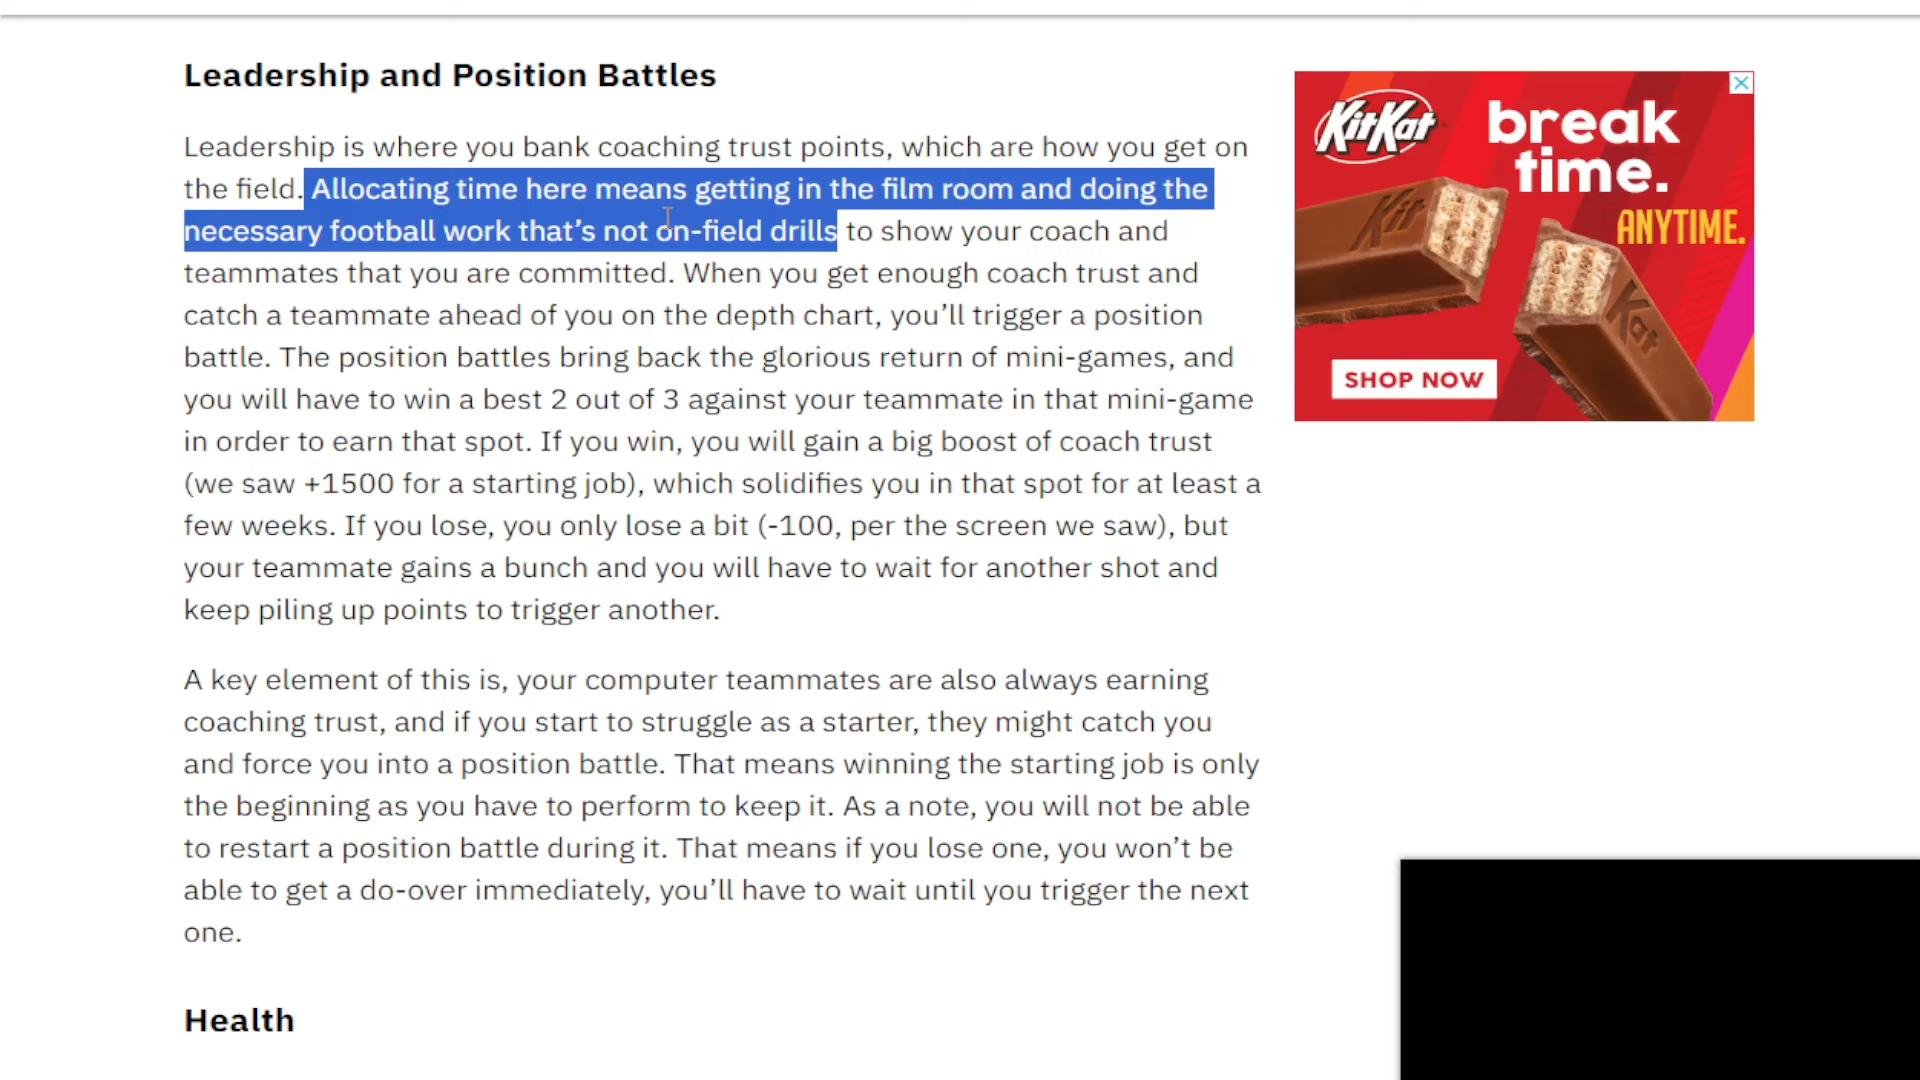 Leadership and Position Battles
Leadership is where you bank coaching trust points, which are how you get on
the field. Allocating time here means getting in the film room and doing the
necessary football work that’s not on-field drills to show your coach and
teammates that you are committed. When you get enough coach trust and
catch a teammate ahead of you on the depth chart, you’ll trigger a position
battle. The position battles bring back the glorious return of mini-games, and
you will have to win a best 2 out of 3 against your teammate in that mini-game
in order to earn that spot. If you win, you will gain a big boost of coach trust
(we saw +1500 for a starting job), which solidifies you in that spot for at least a
few weeks. If you lose, you only lose a bit (-100, per the screen we saw), but
your teammate gains a bunch and you will have to wait for another shot and
keep piling up points to trigger another.
A key element of this is, your computer teammates are also always earning
coaching trust, and if you start to struggle as a starter, they might catch you
and force you into a position battle. That means winning the starting job is only
the beginning as you have to perform to keep it. As a note, you will not be able
to restart a position battle during it. That means if you lose one, you won’t be
able to get a do-over immediately, you’ll have to wait until you trigger the next
one.
Health
KitKat
break
time.
ANYTIME.
Kit
Kat
SHOP NOW